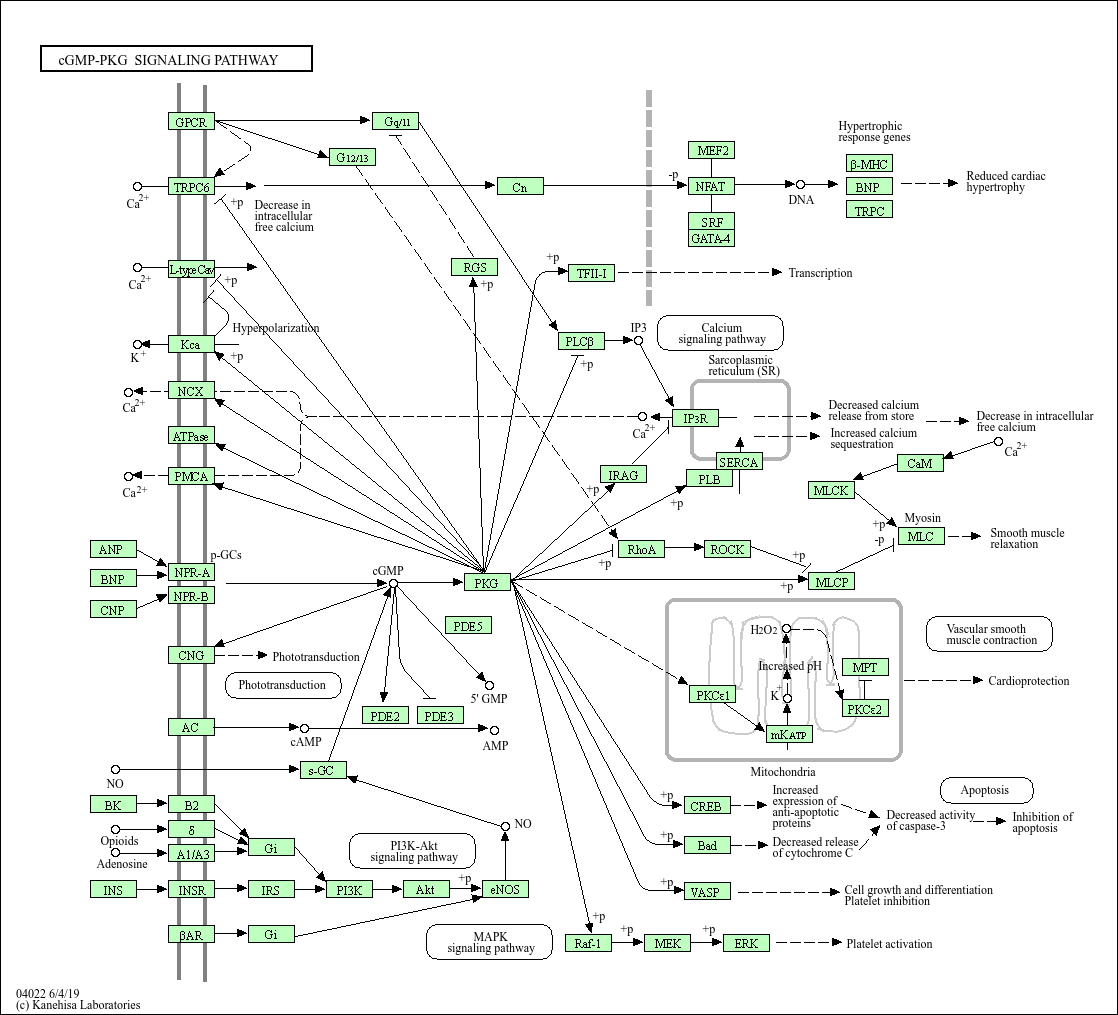 cGMP-PKG SIGNALING PATHWAY
GPCR
Gq/11
G12/13
Hypertrophic
response genes
MEF2
β-MHC
TRPC6
Ca2+
+p
Cn
-p
NFAT
DNA
BNP
Reduced cardiac
hypertrophy
Decrease in
intracellular
free calcium
SRF
GATA-4
TRPC
L-typeCav
Ca2+
+p
RGS
+p
+p
TFII-I
Transcription
Hyperpolarization
Kca
K+
+p
PLCβ
+p
IP3
Calcium
signaling pathway
Sarcoplasmic
reticulum (SR)
NCX
Ca2+
ATPase
PMCA
Ca2+
Ca2+
IP3R
Decreased calcium
release from store
Increased calcium
sequestration
Decrease in intracellular
free calcium
Ca2+
IRAG
+p
SERCA
PLB
+p
CaM
MLCK
+p
-p
Myosin
MLC
Smooth muscle
relaxation
ANP
BNP
CNP
p-GCs
NPR-A
NPR-B
cGMP
PKG
RhoA
+p
ROCK
+p
+p
MLCP
PDE5
CNG
Phototransduction
Phototransduction
5' GMP
PDE2
PDE3
H2O2
Increased pH
K+
MPT
PKCε1
PKCε2
mKATP
Mitochondria
Vascular smooth
muscle contraction
Cardioprotection
AC
cAMP
AMP
NO
s-GC
BK
B2
Opioids
δ
Adenosine
A1/A3
Gi
NO
PI3K-Akt
signaling pathway
INS
INSR
IRS
PI3K
Akt
+p
eNOS
βAR
Gi
MAPK
signaling pathway
+p
CREB
Increased
expression of
anti-apoptotic
proteins
Apoptosis
Decreased activity
of caspase-3
Inhibition of
apoptosis
+p
Bad
Decreased release
of cytochrome C
+p
VASP
Cell growth and differentiation
Platelet inhibition
+p
Raf-1
+p
MEK
+p
ERK
Platelet activation
04022 6/4/19
(c) Kanehisa Laboratories